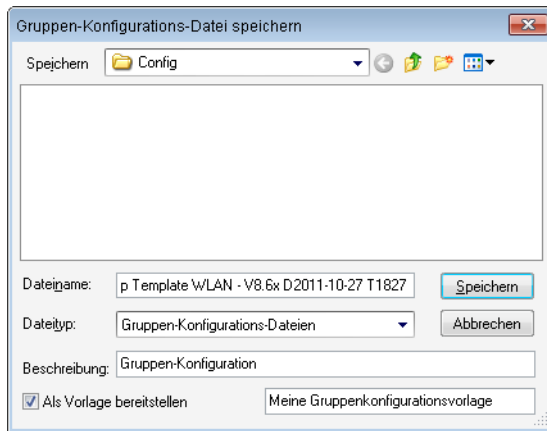 Gruppen-Konfigurations-Datei speichern
Speichern Config
Dateiname: p Template WLAN - V8.6x D2011-10-27 T1827 Speichern
Dateityp: Gruppen-Konfigurations-Dateien Abbrechen
Beschreibung: Gruppen-Konfiguration
Als Vorlage bereitstellen Meine Gruppenkonfigurationsvorlage